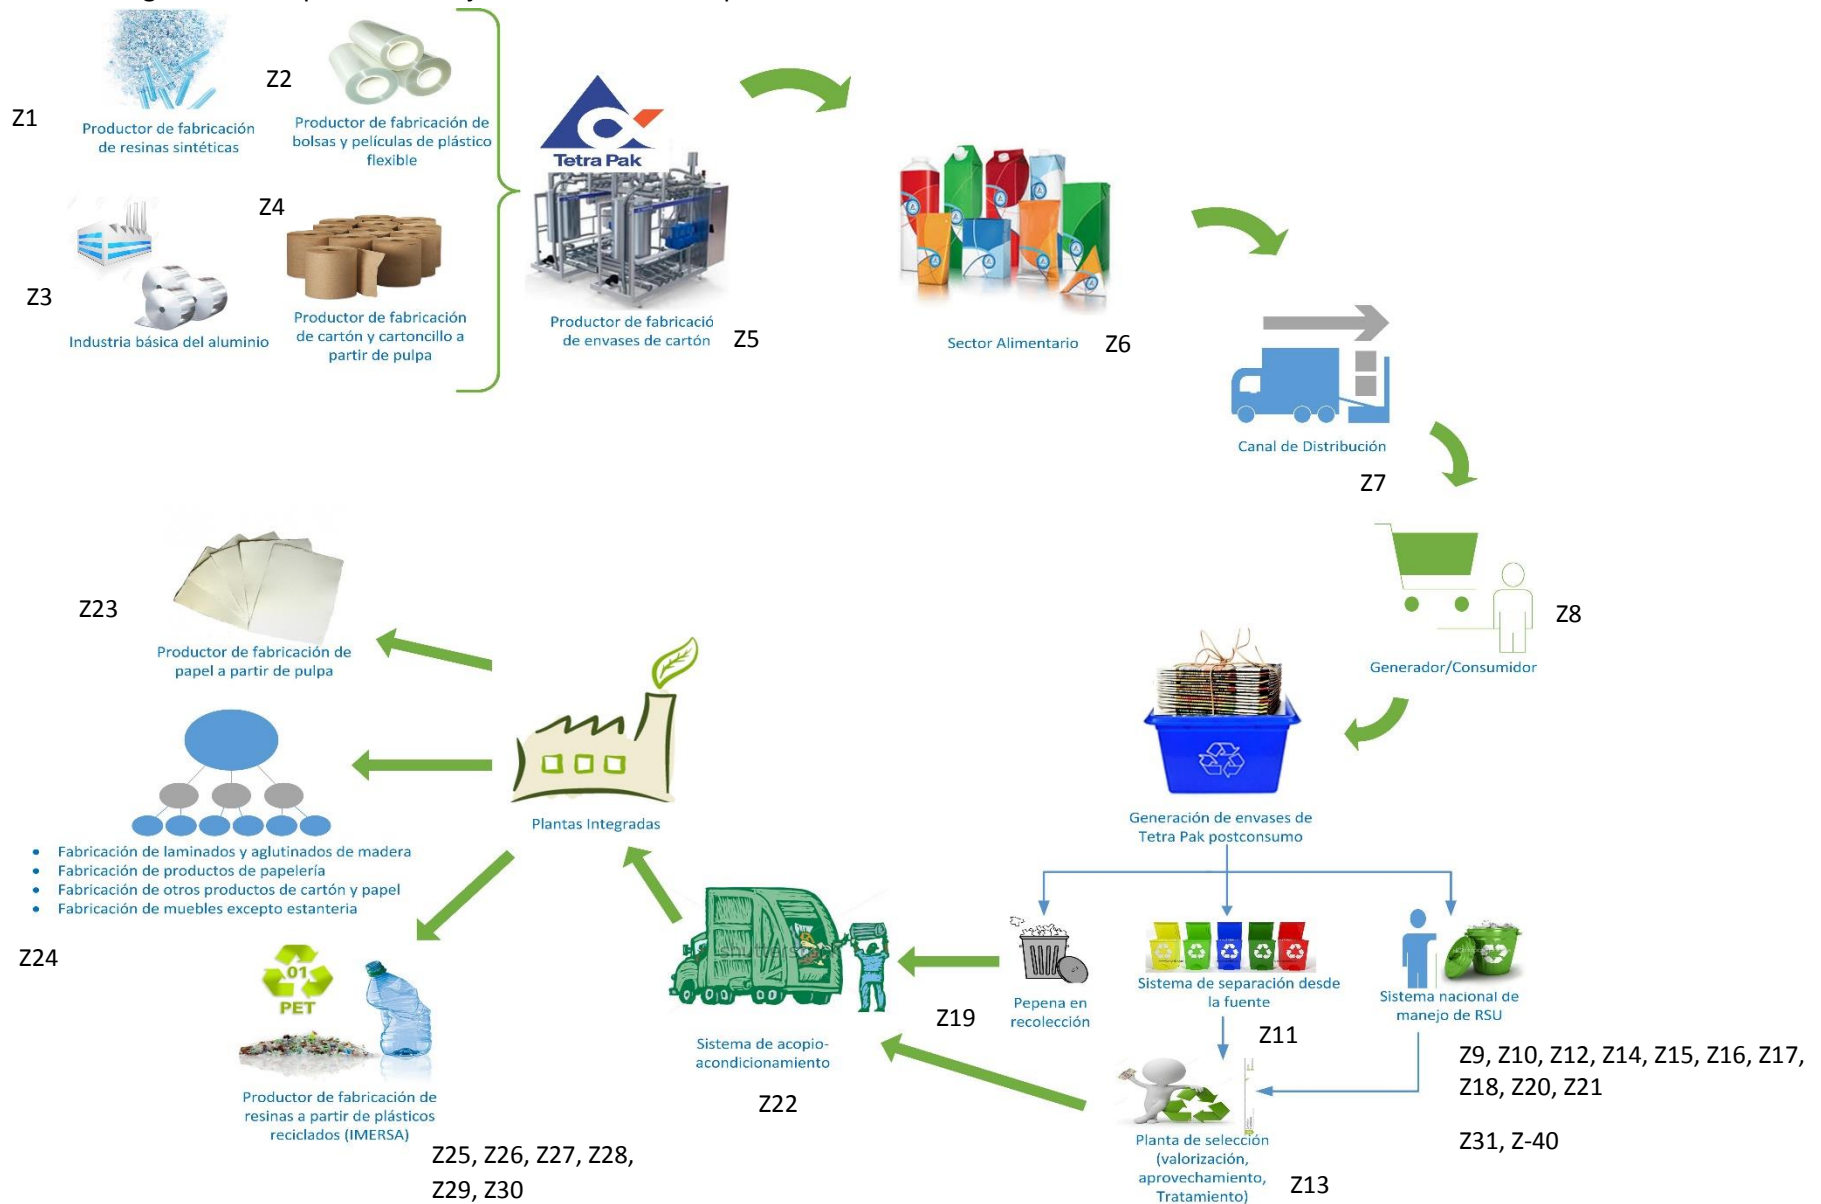 Z1
Z2
Productor de fabricación
de resinas sintéticas
Productor de fabricación de
bolsas y películas de plástico
flexible
Z3
Z4
Industria básica del aluminio
Productor de fabricación
de cartón y cartoncillo a
partir de pulpa
Tetra Pak
Productor de fabricació
de envases de cartón
Z5
Sector Alimentario
Z6
Canal de Distribución
Z7
Z8
Generador/Consumidor
Generación de envases de
Tetra Pak postconsumo
Pepena en
recolección
Z19
Sistema de separación desde
la fuente
Z11
Sistema nacional de
manejo de RSU
Z9, Z10, Z12, Z14, Z15, Z16, Z17,
Z18, Z20, Z21
Z31, Z-40
Planta de selección
(valorización,
aprovechamiento,
Tratamiento)
Z13
shutters
Sistema de acopio-
acondicionamiento
Z22
Plantas Integradas
Z23
Productor de fabricación de
papel a partir de pulpa
• Fabricación de laminados y aglutinados de madera
• Fabricación de productos de papelería
• Fabricación de otros productos de cartón y papel
• Fabricación de muebles excepto estanteria
Z24
01
PET
Productor de fabricación de
resinas a partir de plásticos
reciclados (IMERSA)
Z25, Z26, Z27, Z28,
Z29, Z30